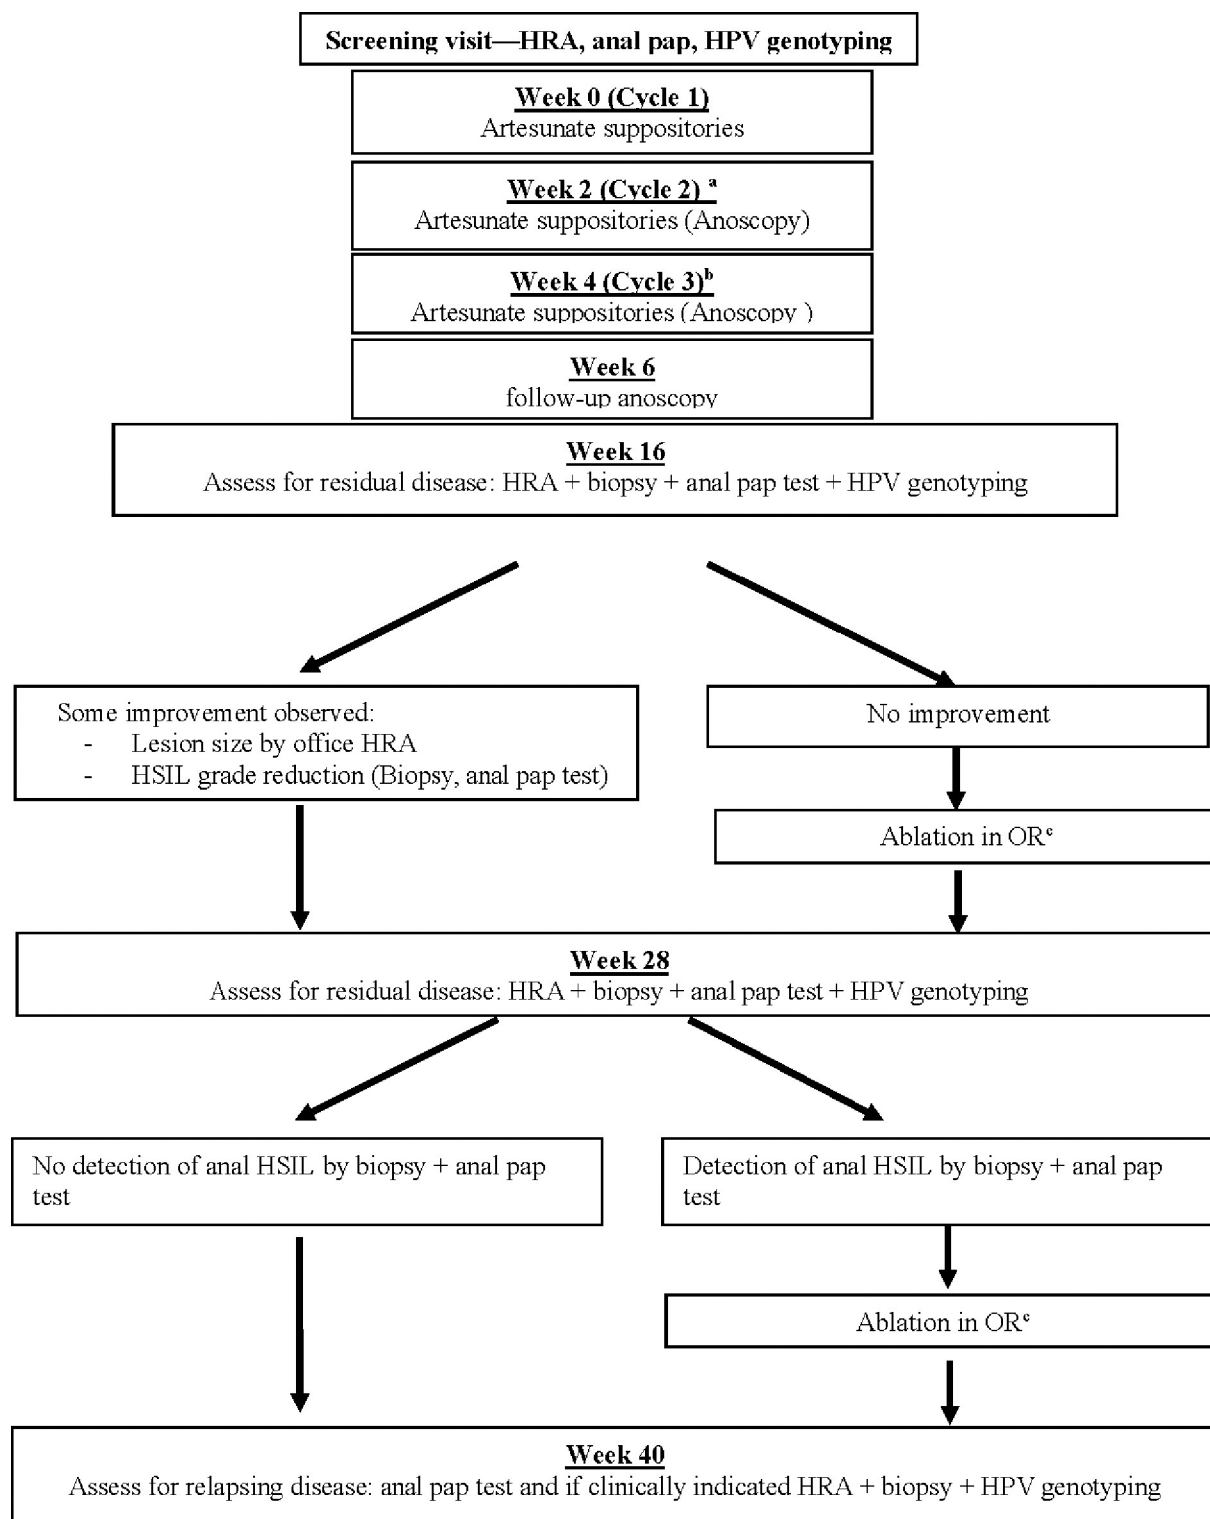 Screening visit—HRA, anal pap, HPV genotyping
Week 0 (Cycle 1)
Artesunate suppositories
Week 2 (Cycle 2) ᵃ
Artesunate suppositories (Anoscopy)
Week 4 (Cycle 3)ᵇ
Artesunate suppositories (Anoscopy )
Week 6
follow-up anoscopy
Week 16
Assess for residual disease: HRA + biopsy + anal pap test + HPV genotyping
Some improvement observed:
- Lesion size by office HRA
- HSIL grade reduction (Biopsy, anal pap test)
No improvement
Ablation in ORᶜ
Week 28
Assess for residual disease: HRA + biopsy + anal pap test + HPV genotyping
No detection of anal HSIL by biopsy + anal pap
test
Detection of anal HSIL by biopsy + anal pap
test
Ablation in ORᶜ
Week 40
Assess for relapsing disease: anal pap test and if clinically indicated HRA + biopsy + HPV genotyping